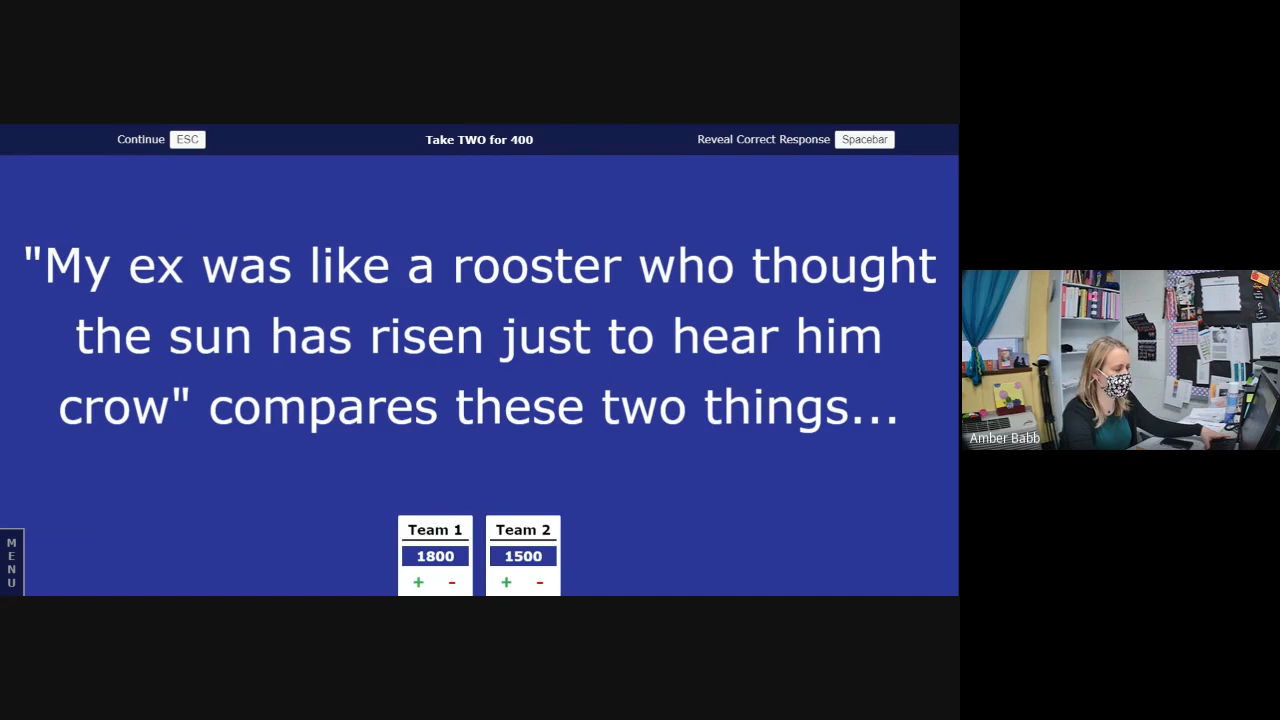 Continue ESC
Take TWO for 400
Reveal Correct Response Spacebar
"My ex was like a rooster who thought
the sun has risen just to hear him
crow" compares these two things...
MENU
Team 1
1800
+ -
Team 2
1500
+ -
Amber Babb